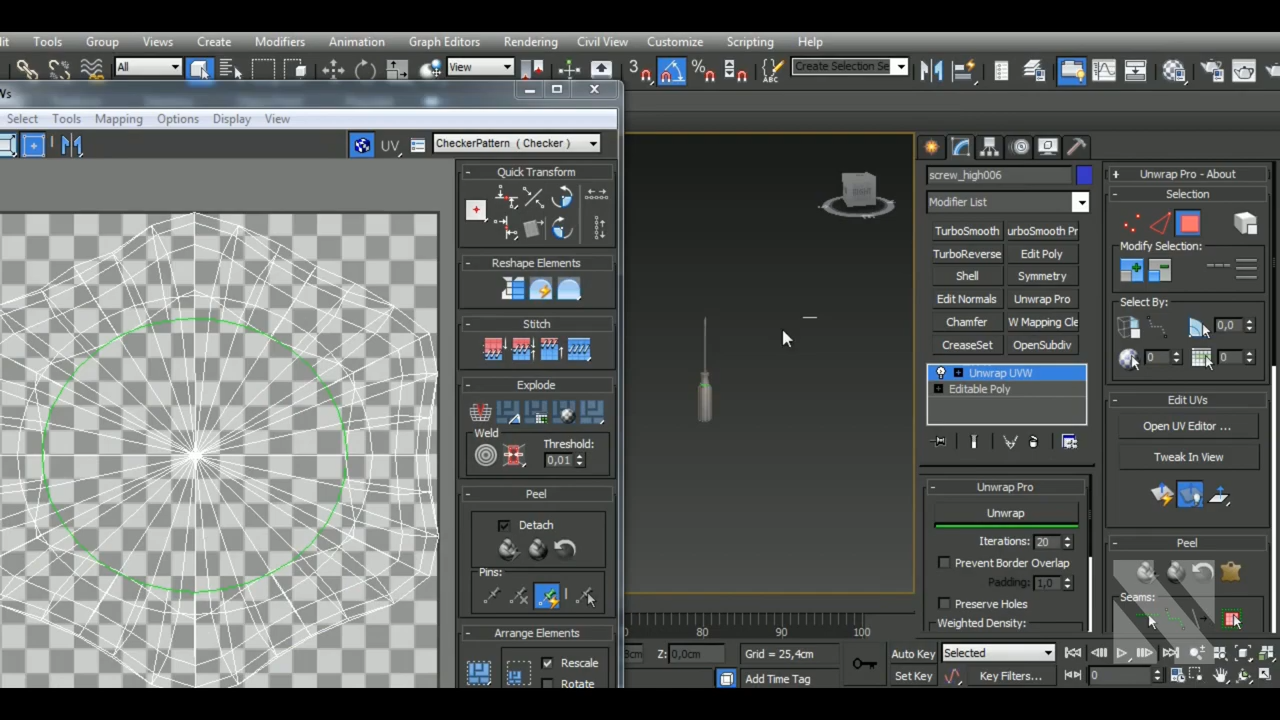 dit Tools Group Views Create Modifiers Animation Graph Editors Rendering Civil View Customize Scripting Help
All View 3 % ABC Create Selection Se
Ws
Select Tools Mapping Options Display View
UV CheckerPattern ( Checker )
- Quick Transform
- Reshape Elements
- Stitch
- Explode
Weld
Threshold:
0,01
- Peel
Detach
Pins:
- Arrange Elements
Rescale
Rotate
screw_high006
Modifier List
TurboSmooth urboSmooth Pr
TurboReverse Edit Poly
Shell Symmetry
Edit Normals Unwrap Pro
Chamfer W Mapping Cle
CreaseSet OpenSubdiv
Unwrap UVW
Editable Poly
- Unwrap Pro
Unwrap
Iterations: 20
Prevent Border Overlap
Padding: 1,0
Preserve Holes
Weighted Density:
+ Unwrap Pro - About
- Selection
Modify Selection:
Select By:
0,0
0 0
- Edit UVs
Open UV Editor ...
Tweak In View
- Peel
Seams:
80 90 100
3cm Z: 0,0cm Grid = 25,4cm Auto Key Selected
Add Time Tag Set Key Key Filters... 0